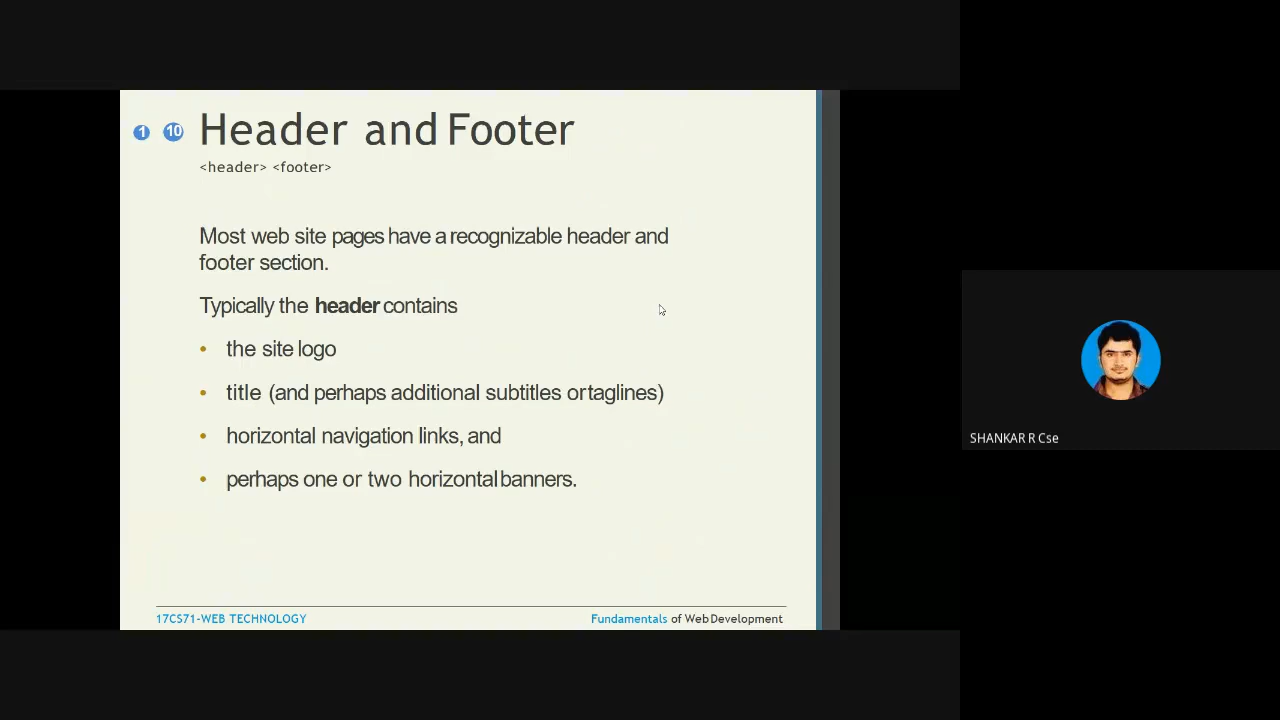 1 10 Header and Footer
<header> <footer>
Most web site pages have a recognizable header and
footer section.
Typically the header contains
• the site logo
• title (and perhaps additional subtitles or taglines)
• horizontal navigation links, and
• perhaps one or two horizontal banners.
17CS71-WEB TECHNOLOGY Fundamentals of Web Development
SHANKAR R Cse